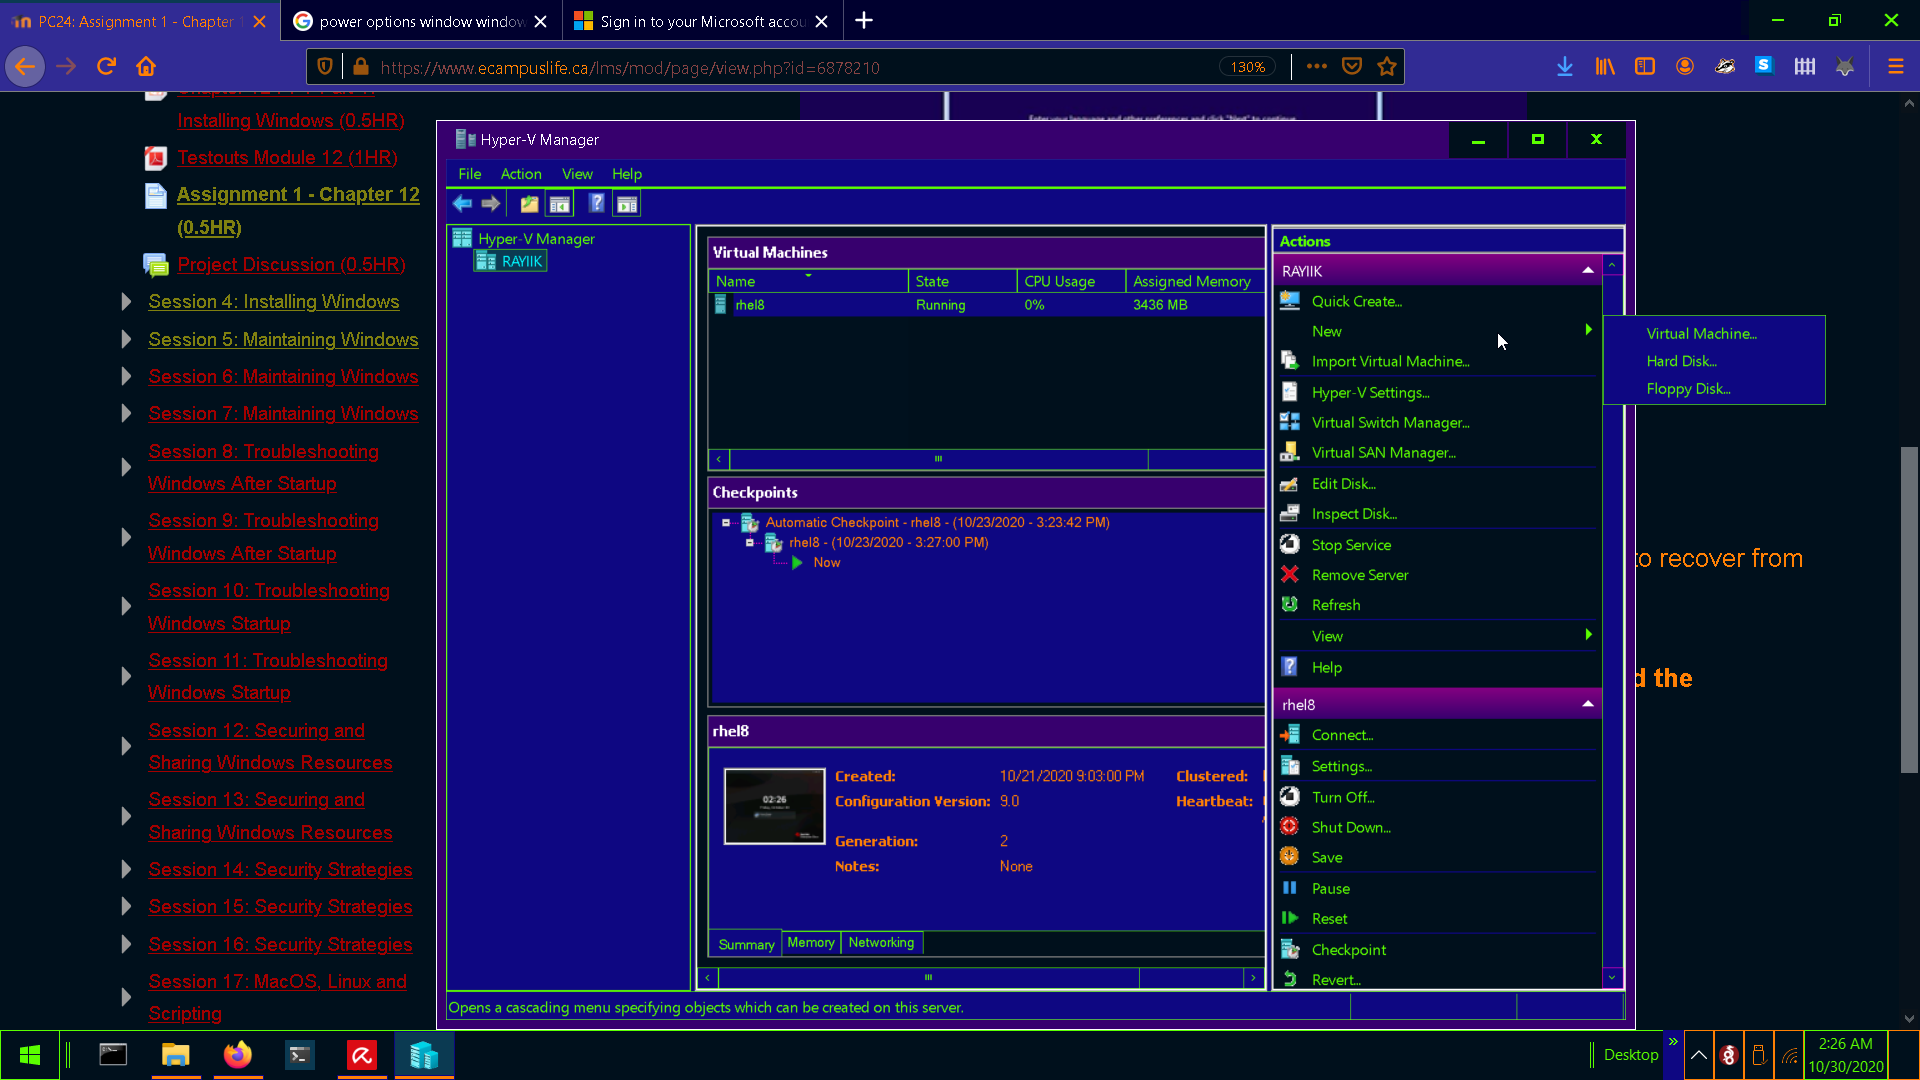 PC24: Assignment 1 - Chapter 1
power options window window
Sign in to your Microsoft accou
https://www.ecampuslife.ca/lms/mod/page/view.php?id=6878210
130%
Installing Windows (0.5HR)
Testouts Module 12 (1HR)
Assignment 1 - Chapter 12
(0.5HR)
Project Discussion (0.5HR)
Session 4: Installing Windows
Session 5: Maintaining Windows
Session 6: Maintaining Windows
Session 7: Maintaining Windows
Session 8: Troubleshooting
Windows After Startup
Session 9: Troubleshooting
Windows After Startup
Session 10: Troubleshooting
Windows Startup
Session 11: Troubleshooting
Windows Startup
Session 12: Securing and
Sharing Windows Resources
Session 13: Securing and
Sharing Windows Resources
Session 14: Security Strategies
Session 15: Security Strategies
Session 16: Security Strategies
Session 17: MacOS, Linux and
Scripting
Enter your language and other preferences and click "Next" to continue.
Hyper-V Manager
File Action View Help
Hyper-V Manager
RAYIIK
Virtual Machines
Name State CPU Usage Assigned Memory
rhel8 Running 0% 3436 MB
Checkpoints
Automatic Checkpoint - rhel8 - (10/23/2020 - 3:23:42 PM)
rhel8 - (10/23/2020 - 3:27:00 PM)
Now
rhel8
02:26
Created: 10/21/2020 9:03:00 PM Clustered:
Configuration Version: 9.0 Heartbeat:
Generation: 2
Notes: None
Summary Memory Networking
Actions
RAYIIK
Quick Create...
New
Import Virtual Machine...
Hyper-V Settings...
Virtual Switch Manager...
Virtual SAN Manager...
Edit Disk...
Inspect Disk...
Stop Service
Remove Server
Refresh
View
Help
rhel8
Connect...
Settings...
Turn Off...
Shut Down...
Save
Pause
Reset
Checkpoint
Revert...
Virtual Machine...
Hard Disk...
Floppy Disk...
to recover from
d the
Opens a cascading menu specifying objects which can be created on this server.
Desktop
2:26 AM
10/30/2020